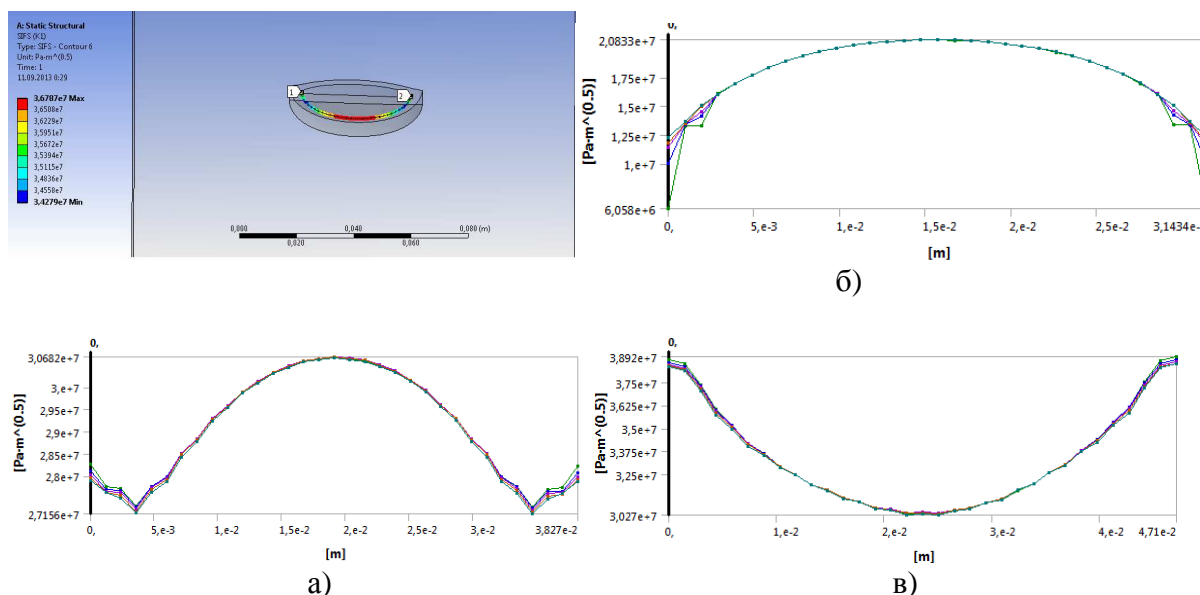 A: Static Structural
SIFS (K1)
Type: SIFS - Contour 6
Unit: Pa·m^(0.5)
Time: 1
11.09.2013 0:29
3,6787e7 Max
3,6508e7
3,6229e7
3,5951e7
3,5672e7
3,5394e7
3,5115e7
3,4836e7
3,4558e7
3,4279e7 Min
1
2
0,000
0,020
0,040
0,060
0,080 (m)
0,
2,0833e+7
1,75e+7
1,5e+7
1,25e+7
1,e+7
6,058e+6
[Pa·m^(0.5)]
0,
5,e-3
1,e-2
1,5e-2
2,e-2
2,5e-2
3,1434e-
[m]
б)
0,
3,0682e+7
3,e+7
2,95e+7
2,9e+7
2,85e+7
2,8e+7
2,7156e+7
[Pa·m^(0.5)]
0,
5,e-3
1,e-2
1,5e-2
2,e-2
2,5e-2
3,e-2
3,827e-2
[m]
а)
0,
3,892e+7
3,75e+7
3,625e+7
3,5e+7
3,375e+7
3,25e+7
3,027e+7
[Pa·m^(0.5)]
0,
1,e-2
2,e-2
3,e-2
4,e-2
4,71e-2
[m]
в)